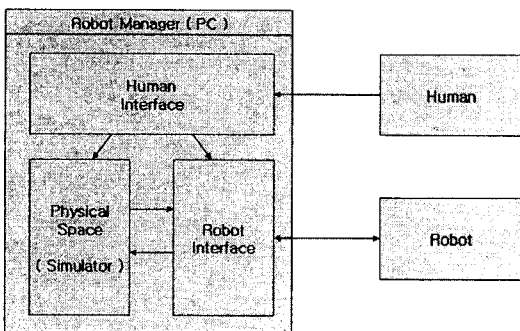 Robot Manager ( PC )
Human
Interface
Human
Physical
Space
( Simulator )
Robot
Interface
Robot